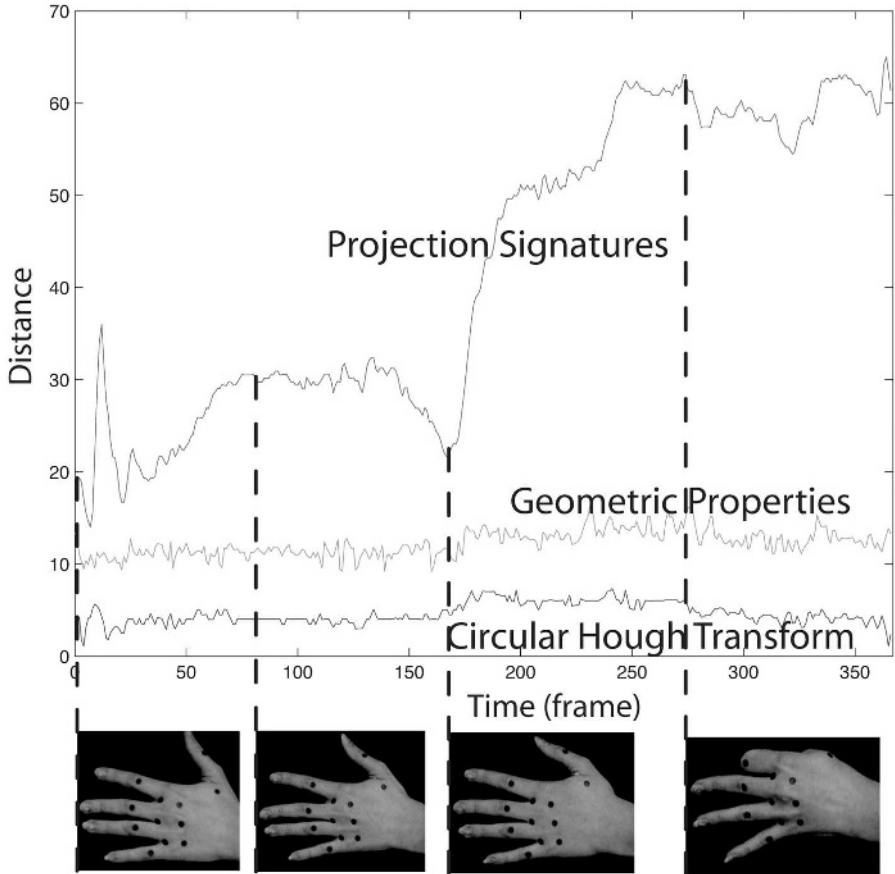 70
60
50
40
30
20
10
0
Distance
Projection Signatures
Geometric Properties
Circular Hough Transform
0 50 100 150 200 250 300 350
Time (frame)